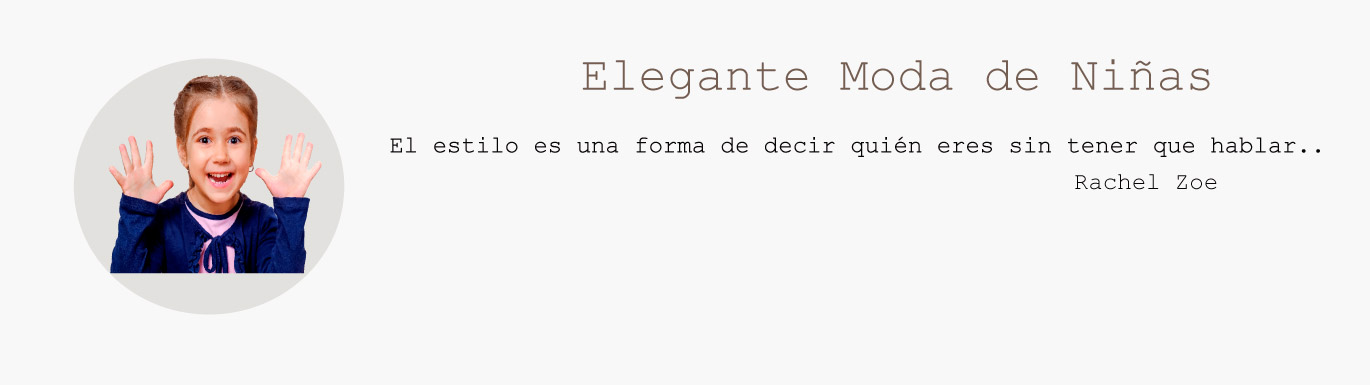 Elegante Moda de Niñas
El estilo es una forma de decir quién eres sin tener que hablar..
Rachel Zoe